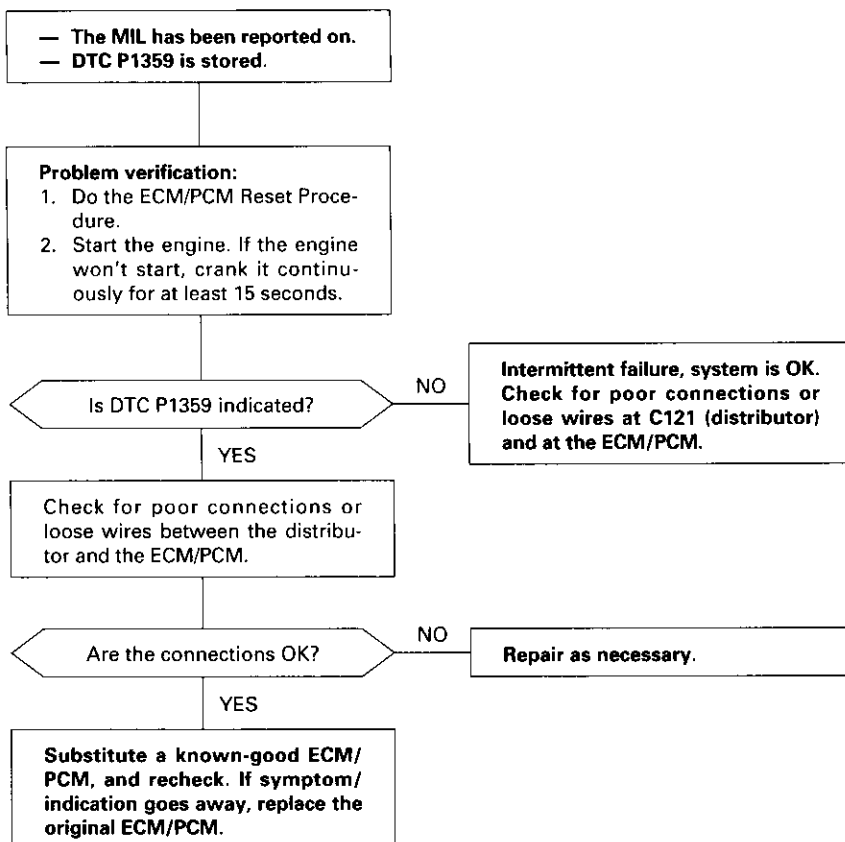 — The MIL has been reported on.
— DTC P1359 is stored.
Problem verification:
1. Do the ECM/PCM Reset Proce-
dure.
2. Start the engine. If the engine
won't start, crank it continu-
ously for at least 15 seconds.
Is DTC P1359 indicated?
NO
Intermittent failure, system is OK.
Check for poor connections or
loose wires at C121 (distributor)
and at the ECM/PCM.
YES
Check for poor connections or
loose wires between the distribu-
tor and the ECM/PCM.
Are the connections OK?
NO
Repair as necessary.
YES
Substitute a known-good ECM/
PCM, and recheck. If symptom/
indication goes away, replace the
original ECM/PCM.